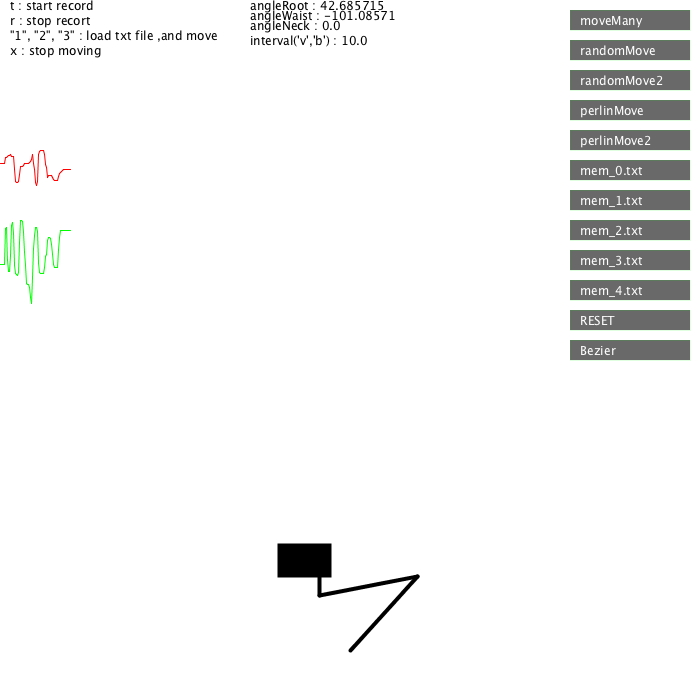 t : start record
r : stop recort
"1", "2", "3" : load txt file ,and move
x : stop moving
angleRoot : 42.685715
angleWaist : -101.08571
angleNeck : 0.0
interval('v','b') : 10.0
moveMany
randomMove
randomMove2
perlinMove
perlinMove2
mem_0.txt
mem_1.txt
mem_2.txt
mem_3.txt
mem_4.txt
RESET
Bezier